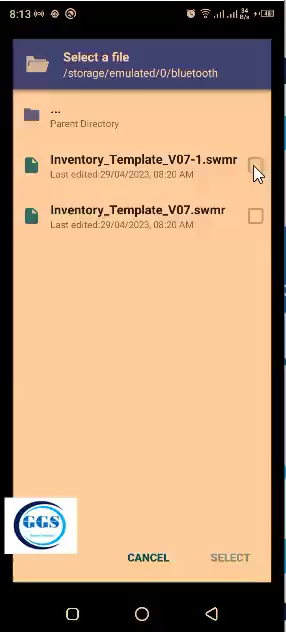 8:13
34
B/s
Select a file
/storage/emulated/0/bluetooth
...
Parent Directory
Inventory_Template_V07-1.swmr
Last edited:29/04/2023, 08:20 AM
Inventory_Template_V07.swmr
Last edited:29/04/2023, 08:20 AM
GGS
CANCEL
SELECT